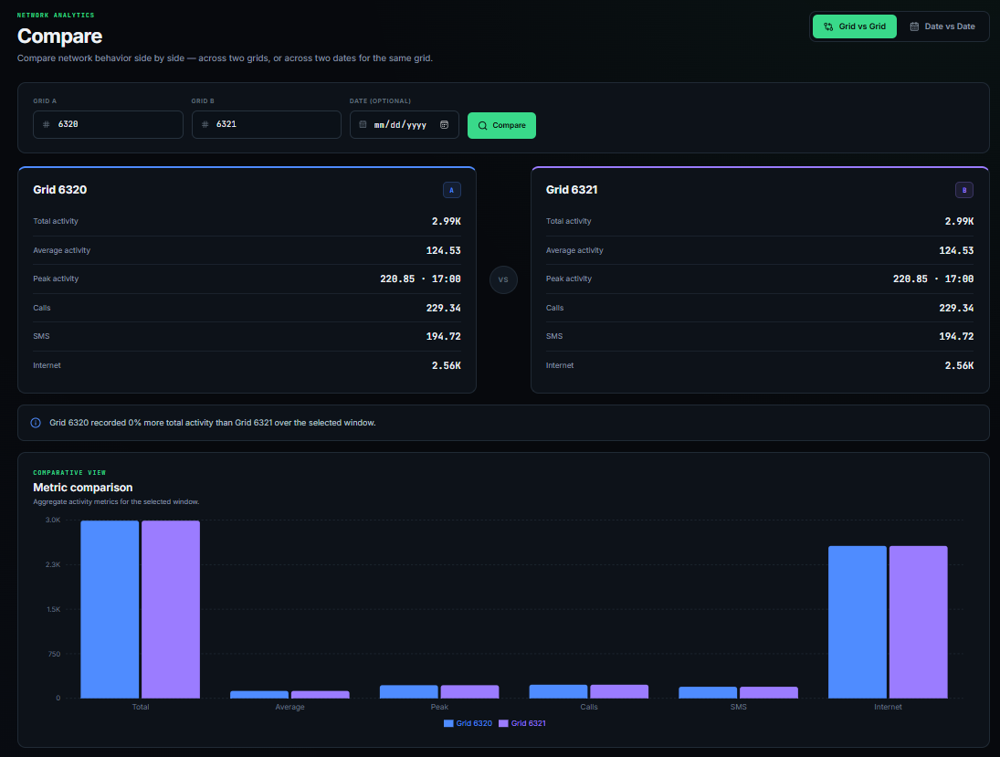 NETWORK ANALYTICS
Compare
Compare network behavior side by side — across two grids, or across two dates for the same grid.
Grid vs Grid
Date vs Date
GRID A
GRID B
DATE (OPTIONAL)
# 6320
# 6321
mm/dd/yyyy
Compare
Grid 6320
A
Total activity 2.99K
Average activity 124.53
Peak activity 220.85 · 17:00
Calls 229.34
SMS 194.72
Internet 2.56K
VS
Grid 6321
B
Total activity 2.99K
Average activity 124.53
Peak activity 220.85 · 17:00
Calls 229.34
SMS 194.72
Internet 2.56K
Grid 6320 recorded 0% more total activity than Grid 6321 over the selected window.
COMPARATIVE VIEW
Metric comparison
Aggregate activity metrics for the selected window.
3.0K
2.3K
1.5K
750
0
Total Average Peak Calls SMS Internet
Grid 6320 Grid 6321